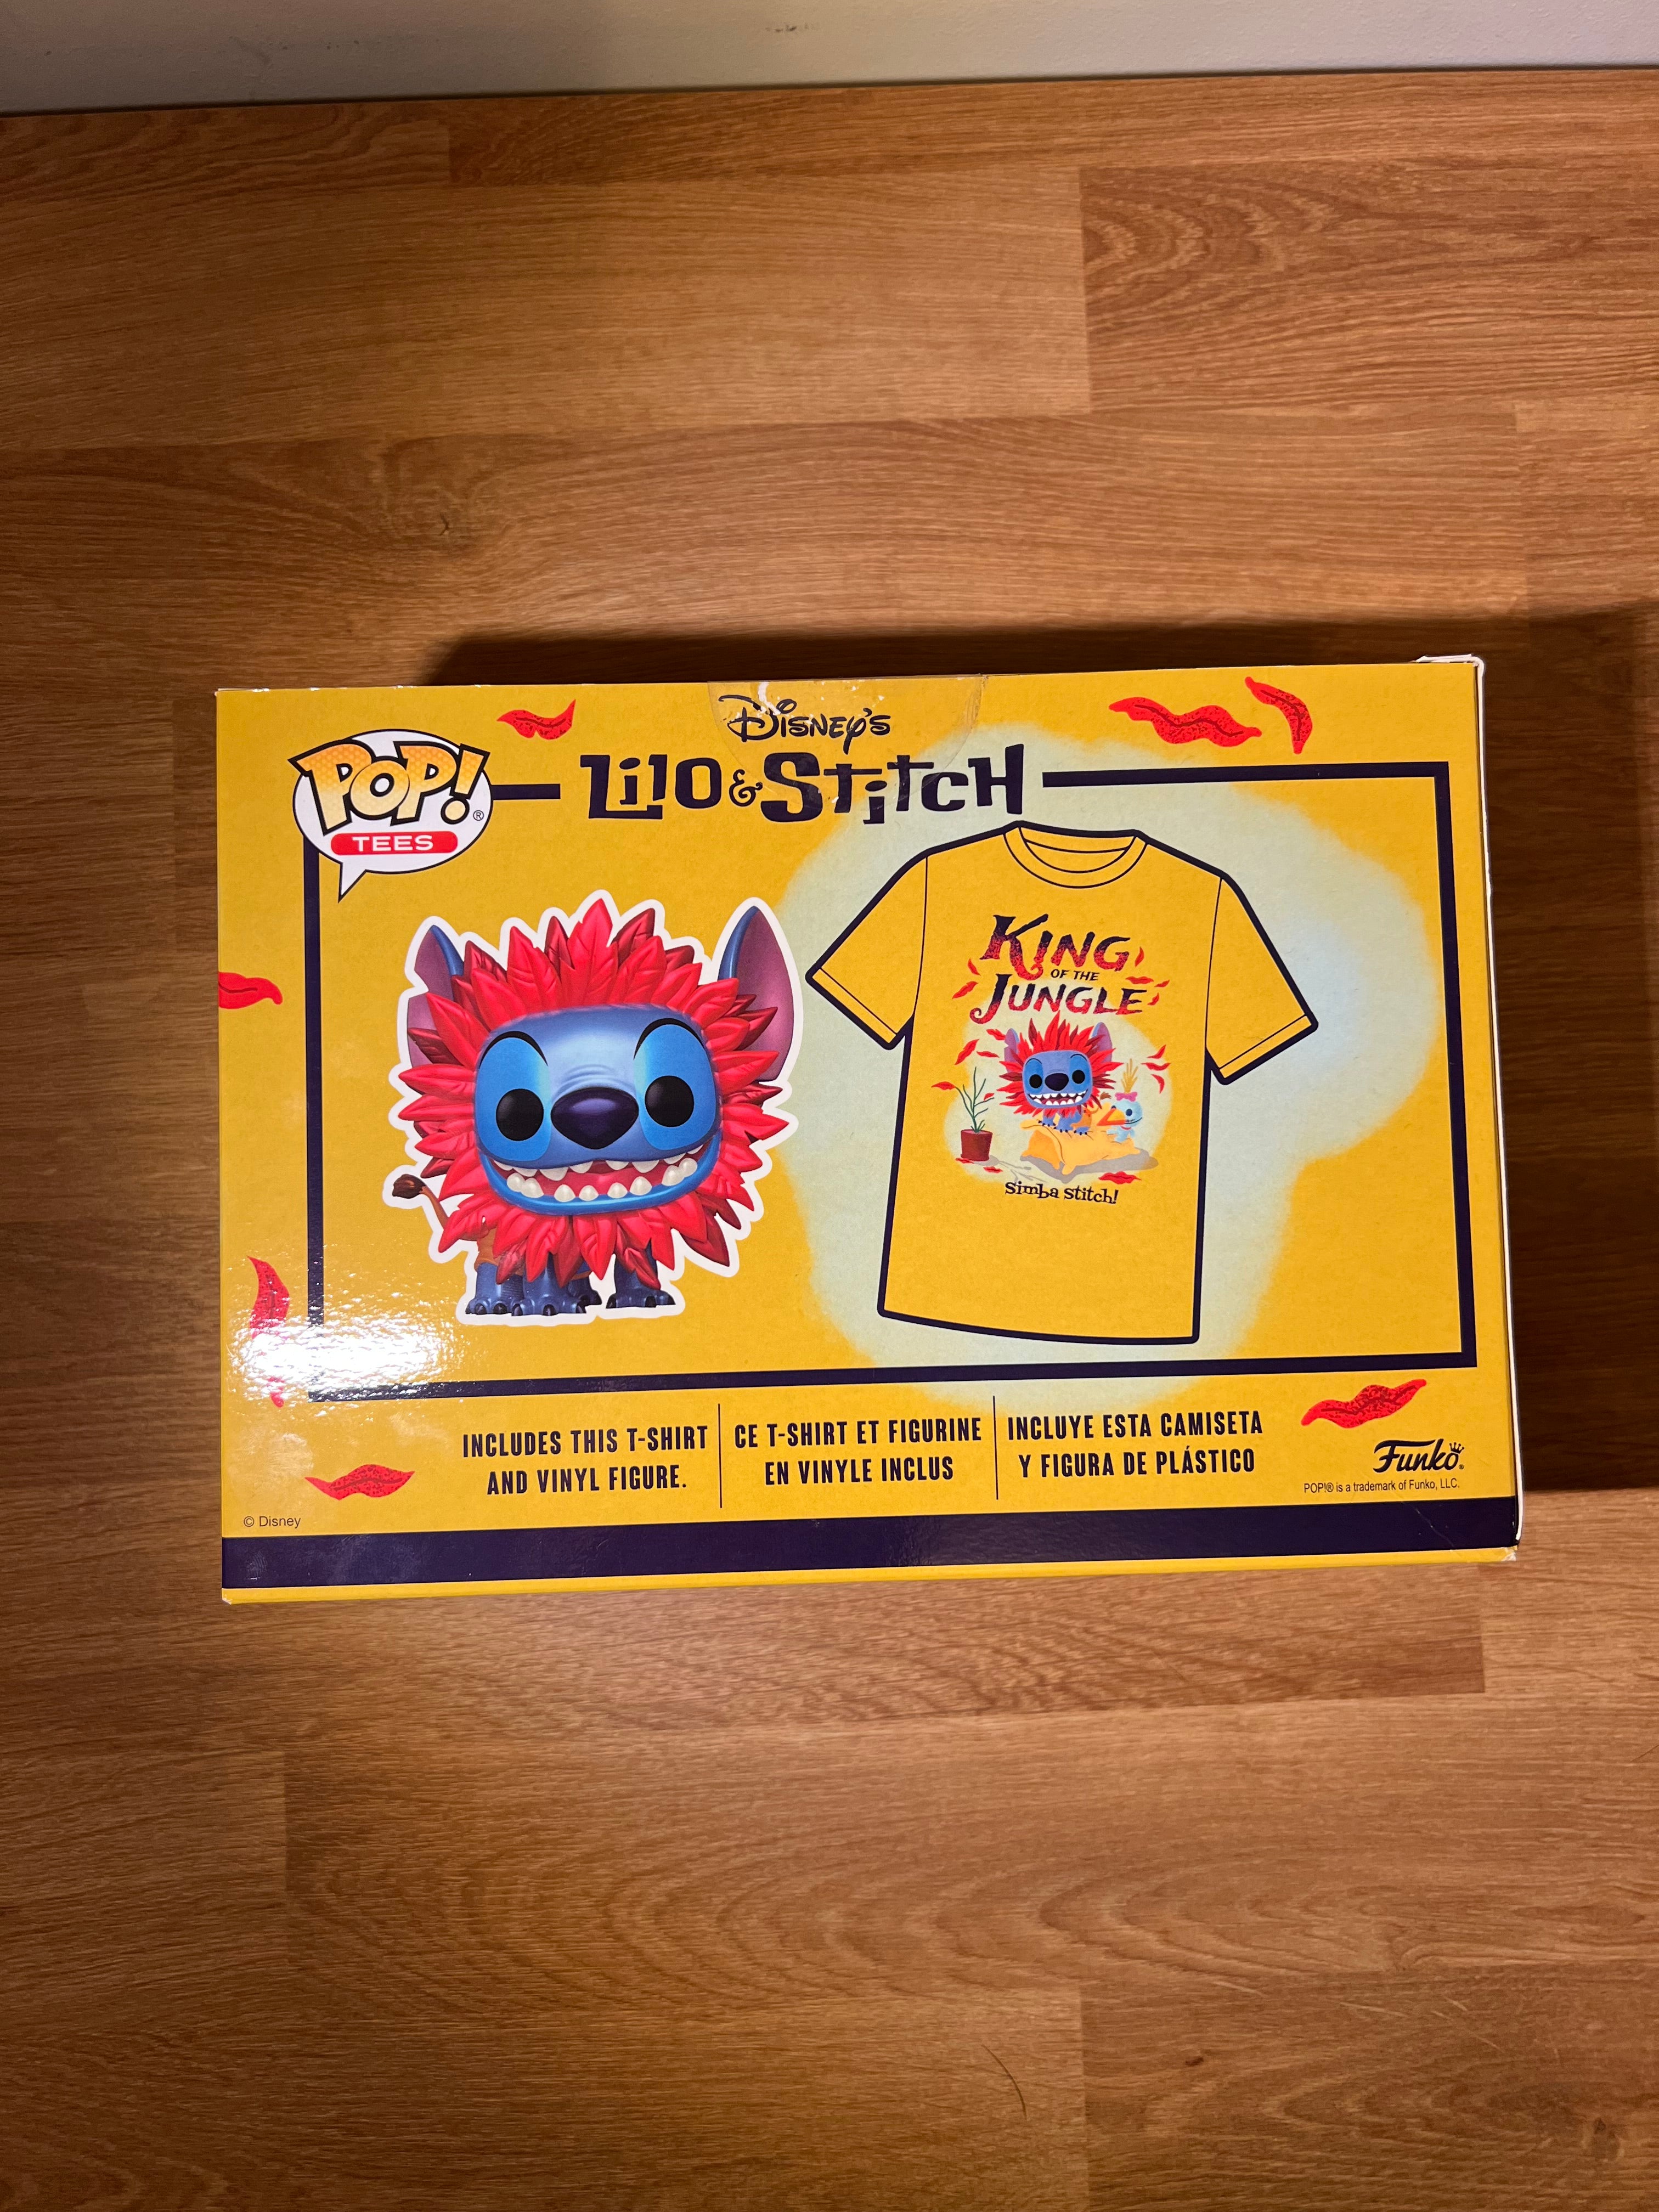 DISNEY'S
Lilo & Stitch
POP!®
TEES
KING
OF THE
JUNGLE
Simba Stitch!
INCLUDES THIS T-SHIRT
AND VINYL FIGURE.
CE T-SHIRT ET FIGURINE
EN VINYLE INCLUS
INCLUYE ESTA CAMISETA
Y FIGURA DE PLÁSTICO
Funko®
POP!® is a trademark of Funko, LLC.
© Disney